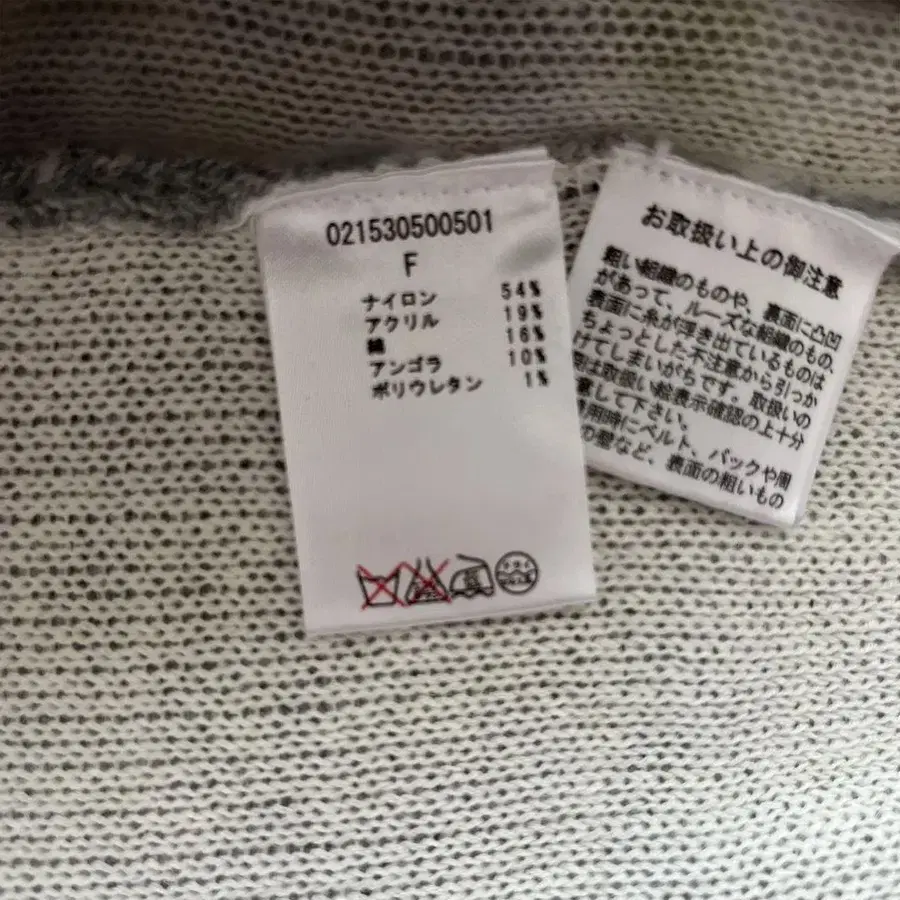 021530500501
F
ナイロン 54%
アクリル 19%
綿 16%
アンゴラ 10%
ポリウレタン 1%
お取扱い上の御注意
粗い組織のものや、裏面に凸凹
があって、ルーズな組織のもの、
表面に糸が浮き出ているものは
ちょっとした不注意から引っか
けてしまいがちです。取扱いの
は取扱い絵表示確認の上十分
意して下さい。
用時にベルト、バックや周
の壁など、表面の粗いもの